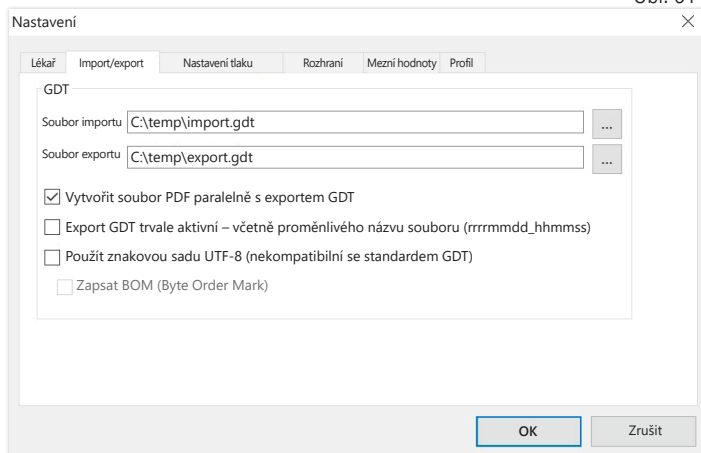 Nastavení
Lékař Import/export Nastavení tlaku Rozhraní Mezní hodnoty Profil
GDT
Soubor importu C:\temp\import.gdt ...
Soubor exportu C:\temp\export.gdt ...
Vytvořit soubor PDF paralelně s exportem GDT
Export GDT trvale aktivní – včetně proměnlivého názvu souboru (rrrrmmdd_hhmmss)
Použít znakovou sadu UTF-8 (nekompatibilní se standardem GDT)
Zapsat BOM (Byte Order Mark)
OK Zrušit